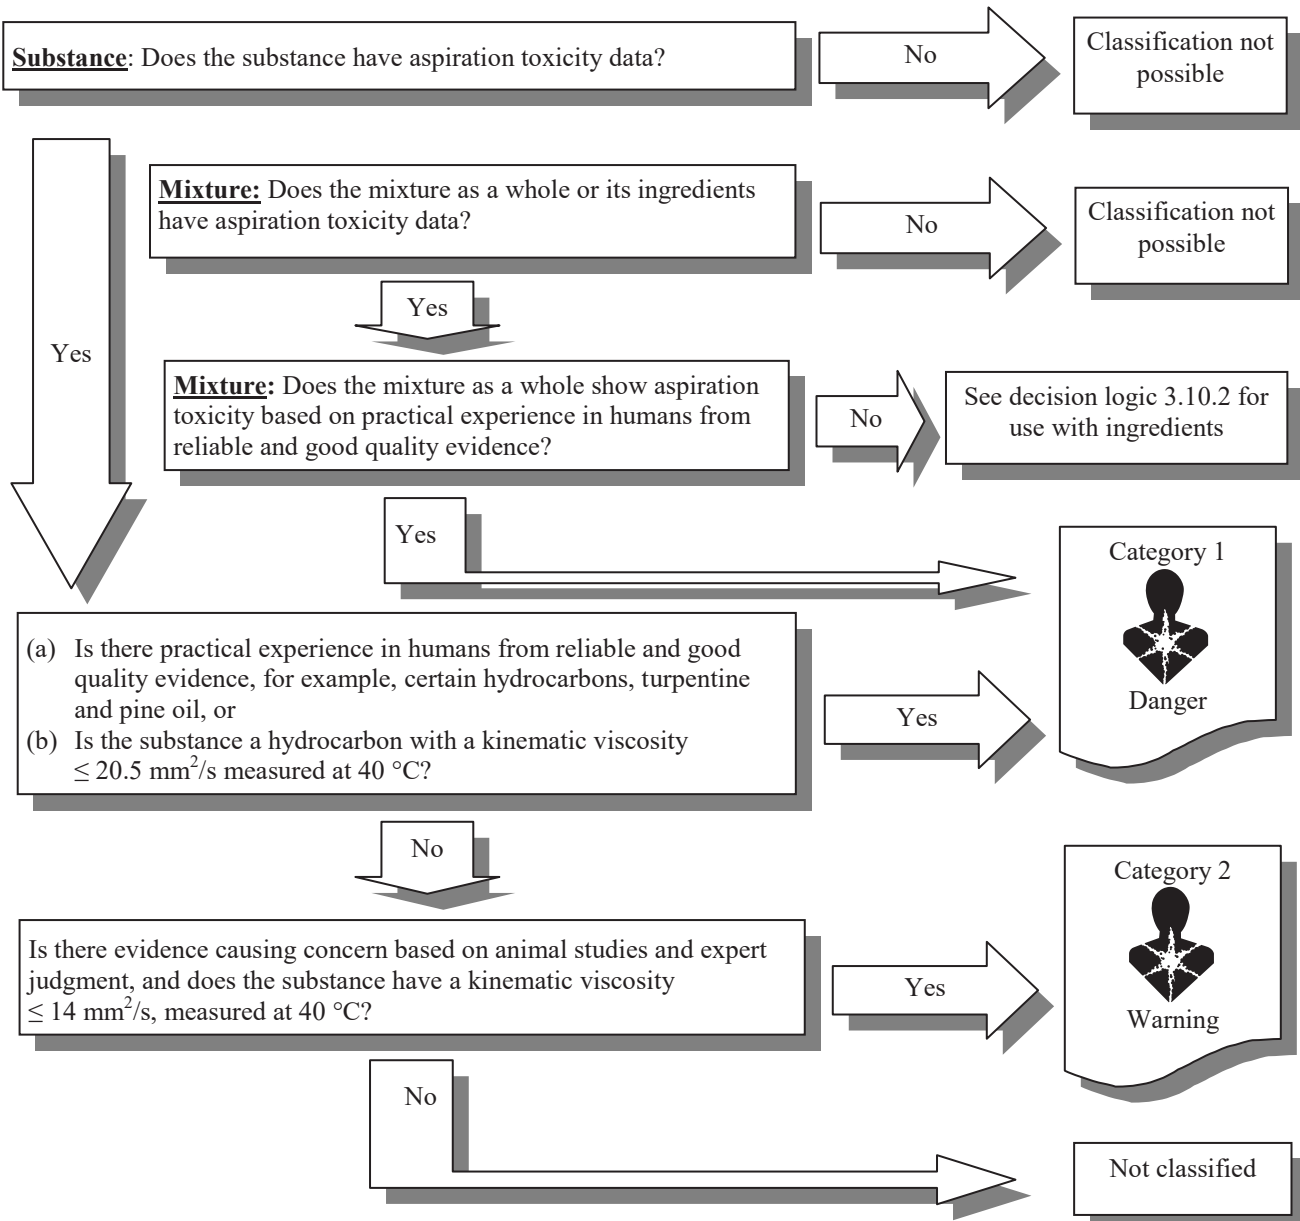 Substance: Does the substance have aspiration toxicity data?
No
Classification not
possible
Mixture: Does the mixture as a whole or its ingredients
have aspiration toxicity data?
No
Classification not
possible
Yes
Yes
Mixture: Does the mixture as a whole show aspiration
toxicity based on practical experience in humans from
reliable and good quality evidence?
No
See decision logic 3.10.2 for
use with ingredients
Yes
Category 1
Danger
(a) Is there practical experience in humans from reliable and good
quality evidence, for example, certain hydrocarbons, turpentine
and pine oil, or
(b) Is the substance a hydrocarbon with a kinematic viscosity
≤ 20.5 mm²/s measured at 40 °C?
Yes
No
Category 2
Warning
Is there evidence causing concern based on animal studies and expert
judgment, and does the substance have a kinematic viscosity
≤ 14 mm²/s, measured at 40 °C?
Yes
No
Not classified